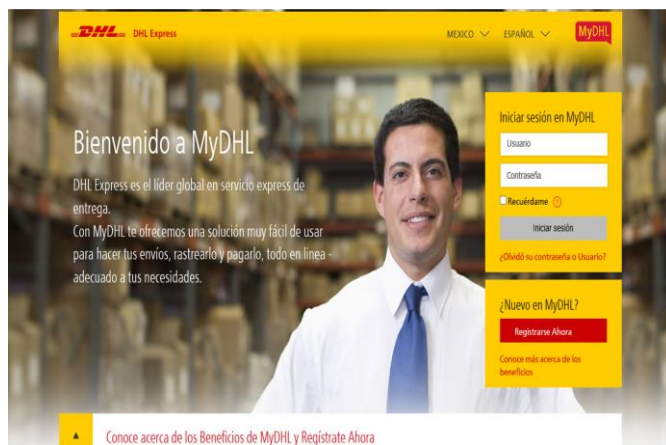 DHL DHL Express
MEXICO ESPAÑOL MyDHL
Bienvenido a MyDHL
DHL Express es el líder global en servicio express de
entrega.
Con MyDHL te ofrecemos una solución muy fácil de usar
para hacer tus envíos, rastrearlo y pagarlo, todo en linea -
adecuado a tus necesidades.
Iniciar sesión en MyDHL
Usuario
Contraseña
Recuérdame ?
Iniciar sesión
¿Olvidó su contraseña o Usuario?
¿Nuevo en MyDHL?
Registrarse Ahora
Conoce más acerca de los
beneficios
Conoce acerca de los Beneficios de MyDHL y Regístrate Ahora